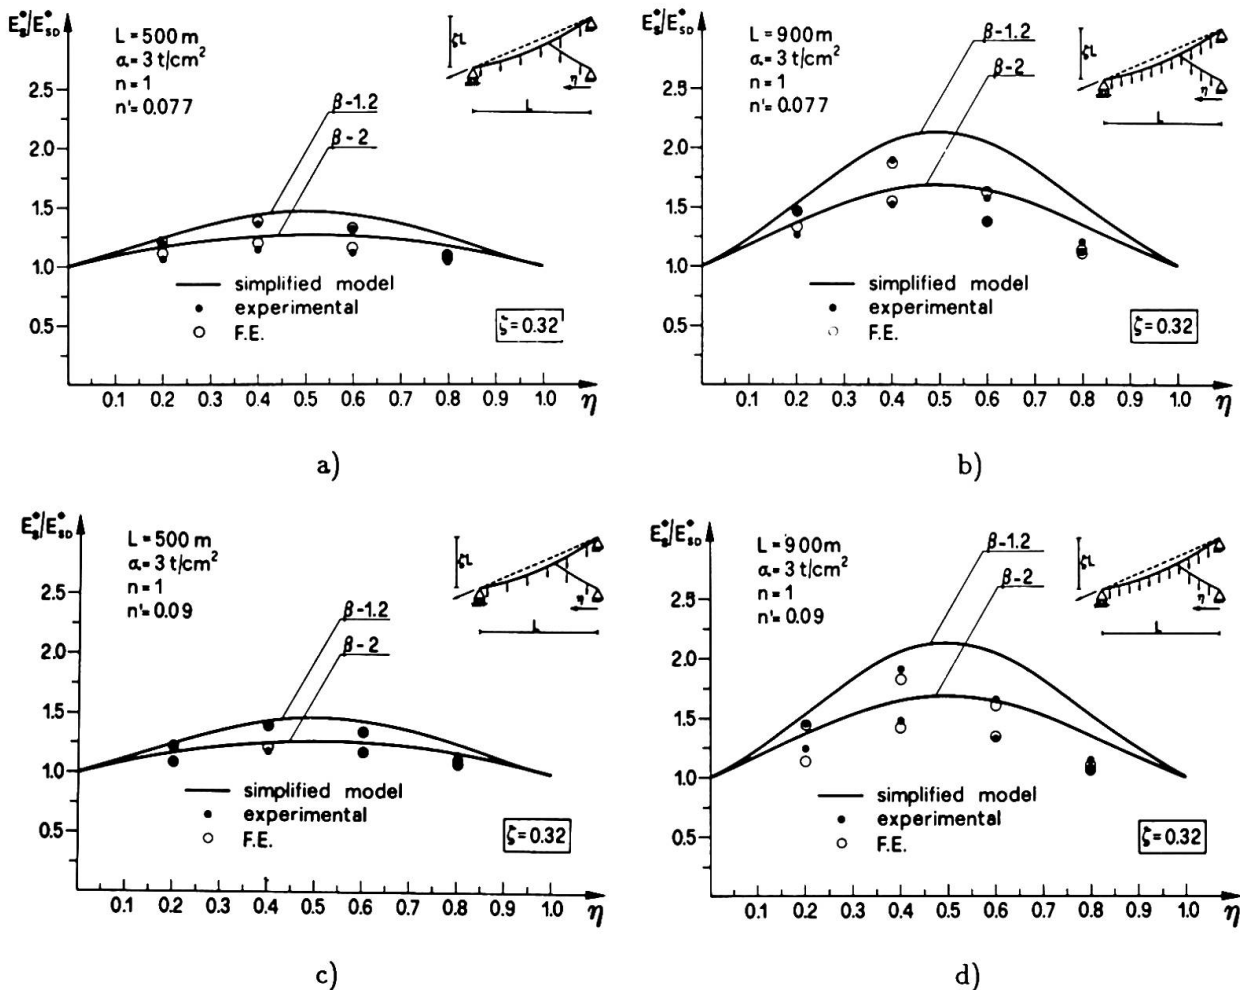 E*s/E*SD
L = 500 m
α = 3 t/cm²
n = 1
n' = 0.077
β-1.2
β-2
ζL
η
L
2.5
2.0
1.5
1.0
0.5
simplified model
experimental
F.E.
ζ = 0.32
0.1 0.2 0.3 0.4 0.5 0.6 0.7 0.8 0.9 1.0 η
a)
E*s/E*SD
L = 900 m
α = 3 t/cm²
n = 1
n' = 0.077
β-1.2
β-2
ζL
η
L
2.5
2.0
1.5
1.0
0.5
simplified model
experimental
F.E.
ζ = 0.32
0.1 0.2 0.3 0.4 0.5 0.6 0.7 0.8 0.9 1.0 η
b)
E*s/E*SD
L = 500 m
α = 3 t/cm²
n = 1
n' = 0.09
β-1.2
β-2
ζL
η
L
2.5
2.0
1.5
1.0
0.5
simplified model
experimental
F.E.
ζ = 0.32
0.1 0.2 0.3 0.4 0.5 0.6 0.7 0.8 0.9 1.0 η
c)
E*s/E*SD
L = 900 m
α = 3 t/cm²
n = 1
n' = 0.09
β-1.2
β-2
ζL
η
L
2.5
2.0
1.5
1.0
0.5
simplified model
experimental
F.E.
ζ = 0.32
0.1 0.2 0.3 0.4 0.5 0.6 0.7 0.8 0.9 1.0 η
d)